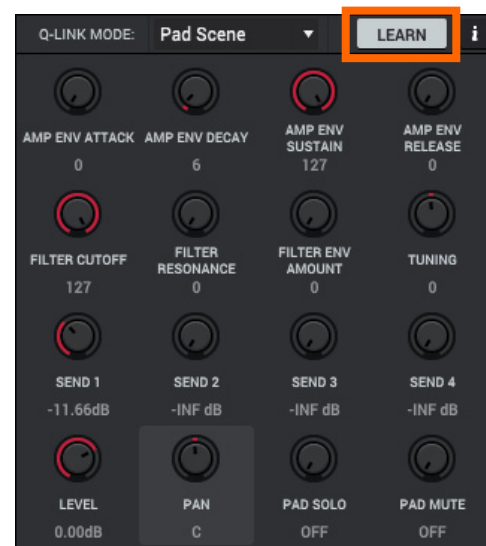 Q-LINK MODE: Pad Scene LEARN i
AMP ENV ATTACK AMP ENV DECAY AMP ENV SUSTAIN AMP ENV RELEASE
0 6 127 0
FILTER CUTOFF FILTER RESONANCE FILTER ENV AMOUNT TUNING
127 0 0 0
SEND 1 SEND 2 SEND 3 SEND 4
-11.66dB -INF dB -INF dB -INF dB
LEVEL PAN PAD SOLO PAD MUTE
0.00dB C OFF OFF